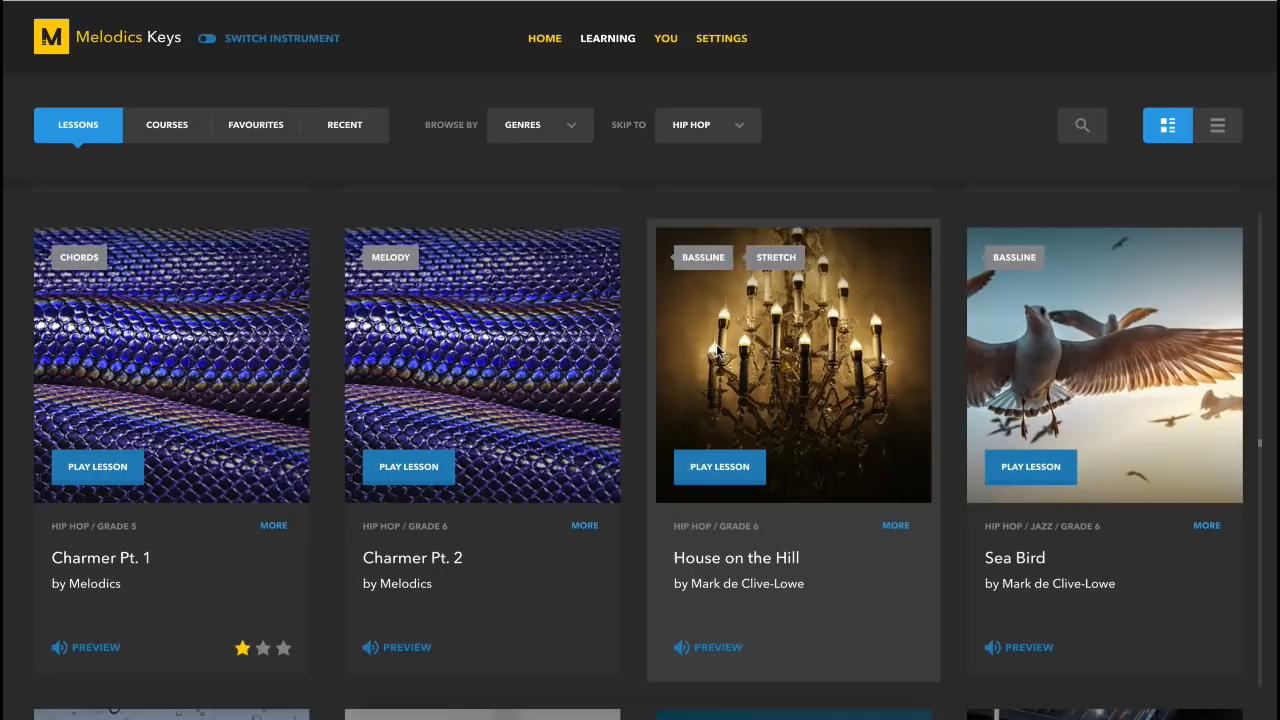 M Melodics Keys
SWITCH INSTRUMENT
HOME LEARNING YOU SETTINGS
LESSONS COURSES FAVOURITES RECENT
BROWSE BY GENRES
SKIP TO HIP HOP
CHORDS
PLAY LESSON
HIP HOP / GRADE 5 MORE
Charmer Pt. 1
by Melodics
PREVIEW
MELODY
PLAY LESSON
HIP HOP / GRADE 6 MORE
Charmer Pt. 2
by Melodics
PREVIEW
BASSLINE STRETCH
PLAY LESSON
HIP HOP / GRADE 6 MORE
House on the Hill
by Mark de Clive-Lowe
PREVIEW
BASSLINE
PLAY LESSON
HIP HOP / JAZZ / GRADE 6 MORE
Sea Bird
by Mark de Clive-Lowe
PREVIEW